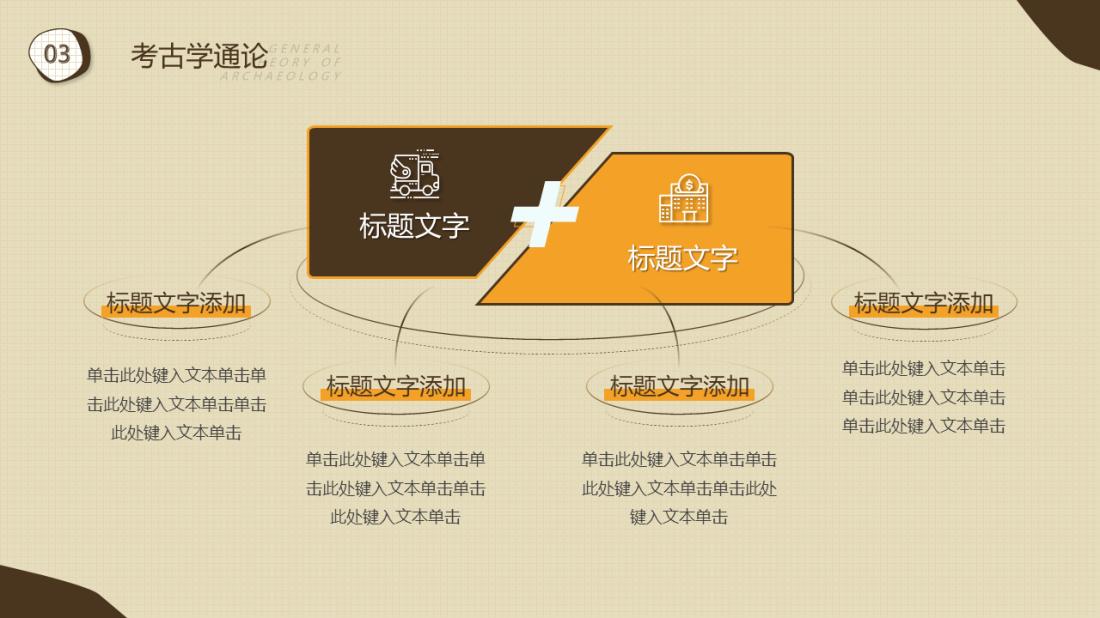 03
考古学通论
GENERAL
EORY OF
ARCHAEOLOGY
标题文字
标题文字
标题文字添加
单击此处键入文本单击单
击此处键入文本单击单击
此处键入文本单击
标题文字添加
单击此处键入文本单击单
击此处键入文本单击单击
此处键入文本单击
标题文字添加
单击此处键入文本单击单击
此处键入文本单击单击此处
键入文本单击
标题文字添加
单击此处键入文本单击
单击此处键入文本单击
单击此处键入文本单击